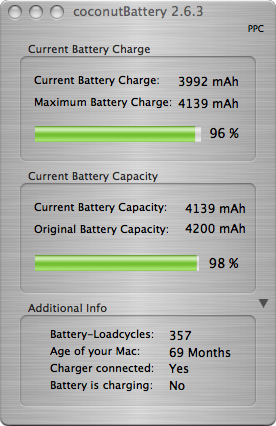 coconutBattery 2.6.3
PPC
Current Battery Charge
Current Battery Charge: 3992 mAh
Maximum Battery Charge: 4139 mAh
96 %
Current Battery Capacity
Current Battery Capacity: 4139 mAh
Original Battery Capacity: 4200 mAh
98 %
Additional Info
Battery-Loadcycles: 357
Age of your Mac: 69 Months
Charger connected: Yes
Battery is charging: No